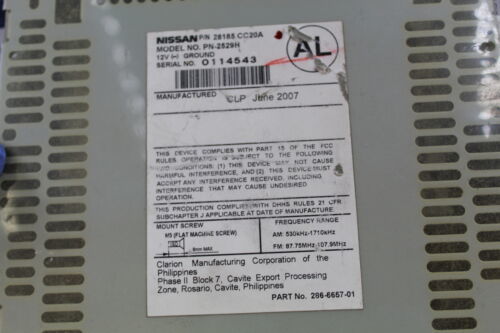 NISSAN P/N 28185 CC20A
MODEL NO. PN-2529H
12V (–) GROUND
SERIAL NO. 0114543
AL
MANUFACTURED CLP June 2007
THIS DEVICE COMPLIES WITH PART 15 OF THE FCC
RULES. OPERATION IS SUBJECT TO THE FOLLOWING
CONDITIONS: (1) THIS DEVICE MAY NOT CAUSE
HARMFUL INTERFERENCE, AND (2) THIS DEVICE MUST
ACCEPT ANY INTERFERENCE RECEIVED, INCLUDING
INTERFERENCE THAT MAY CAUSE UNDESIRED
OPERATION.
THIS PRODUCTION COMPLIES WITH DHHS RULES 21 CFR
SUBCHAPTER J APPLICABLE AT DATE OF MANUFACTURE.
MOUNT SCREW
M5 (FLAT MACHINE SCREW)
8mm MAX
FREQUENCY RANGE
AM: 530kHz-1710kHz
FM: 87.75MHz-107.9MHz
Clarion Manufacturing Corporation of the
Philippines
Phase II Block 7, Cavite Export Processing
Zone, Rosario, Cavite, Philippines
PART No. 286-6657-01